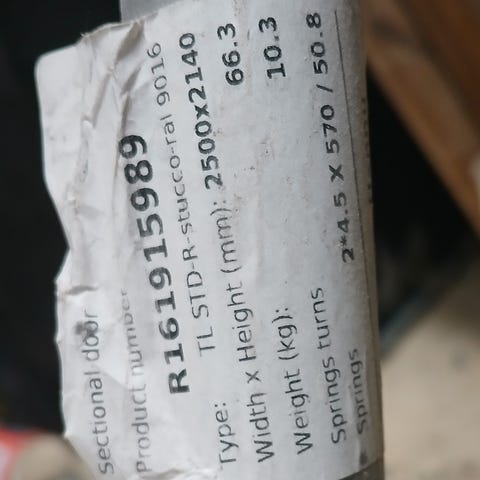 Sectional door
Product number
R161915989
Type: TL STD-R-stucco-ral 9016
Width x Height (mm): 2500x2140
Weight (kg): 66.3
Springs turns 10.3
Springs 2*4.5 X 570 / 50.8